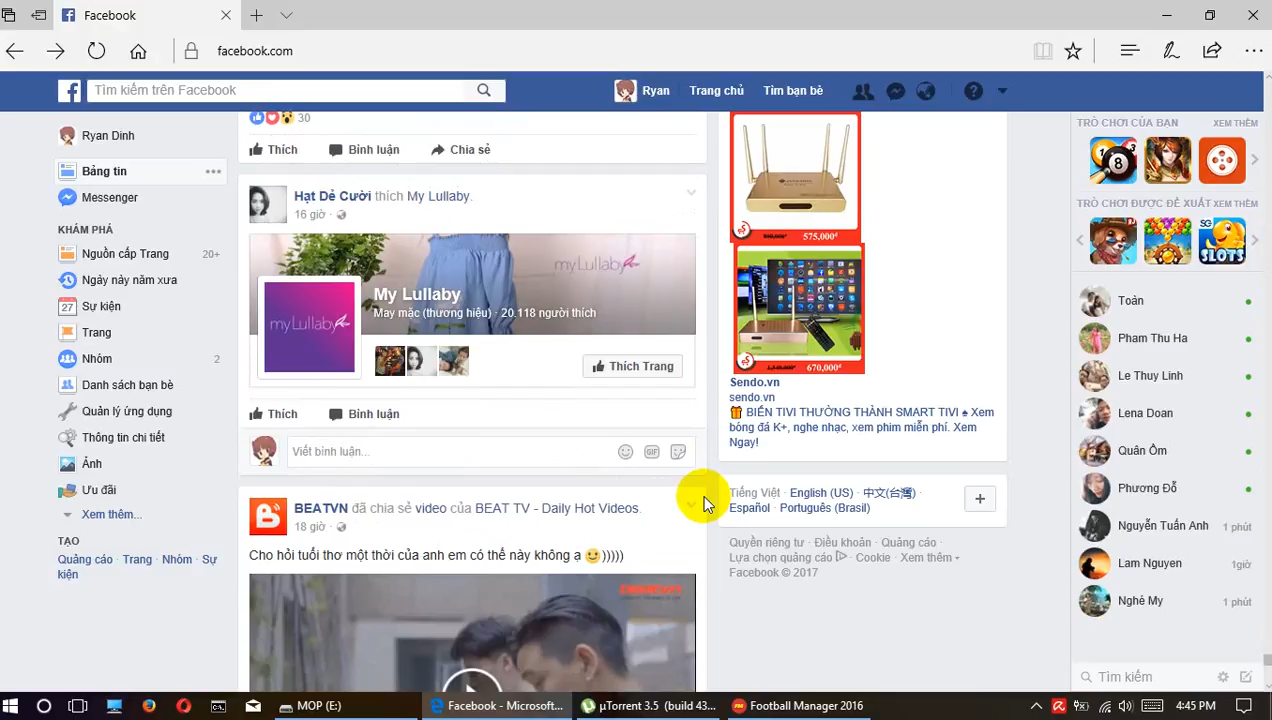 Facebook
facebook.com
Tìm kiếm trên Facebook
Ryan Trang chủ Tìm bạn bè
Ryan Dinh
Bảng tin
Messenger
KHÁM PHÁ
Nguồn cấp Trang 20+
Ngày này năm xưa
27 Sự kiện
Trang
Nhóm 2
Danh sách bạn bè
Quản lý ứng dụng
Thông tin chi tiết
Ảnh
Ưu đãi
Xem thêm...
TẠO
Quảng cáo · Trang · Nhóm · Sự
kiện
30
Thích Bình luận Chia sẻ
Hạt Dẻ Cười thích My Lullaby.
16 giờ ·
myLullaby
myLullaby
My Lullaby
May mặc (thương hiệu) · 20.118 người thích
Thích Trang
Thích Bình luận
Viết bình luận...
GIF
BEATVN đã chia sẻ video của BEAT TV - Daily Hot Videos.
18 giờ ·
Cho hỏi tuổi thơ một thời của anh em có thế này không ạ 😉)))))
575,000đ
670,000đ
Sendo.vn
sendo.vn
🎁 BIẾN TIVI THƯỜNG THÀNH SMART TIVI ♠ Xem
bóng đá K+, nghe nhạc, xem phim miễn phí. Xem
Ngay!
Tiếng Việt · English (US) · 中文(台灣) ·
Español · Português (Brasil)
Quyền riêng tư · Điều khoản · Quảng cáo ·
Lựa chọn quảng cáo · Cookie · Xem thêm
Facebook © 2017
TRÒ CHƠI CỦA BẠN XEM THÊM
8
TRÒ CHƠI ĐƯỢC ĐỀ XUẤT XEM THÊM
SG
SLOTS
Toản
Pham Thu Ha
Le Thuy Linh
Lena Doan
Quân Ốm
Phương Đỗ
Nguyễn Tuấn Anh 1 phút
Lam Nguyen 1giờ
Nghé My 1 phút
Tìm kiếm
MOP (E:)
Facebook - Microsoft...
µTorrent 3.5 (build 43...
Football Manager 2016
4:45 PM